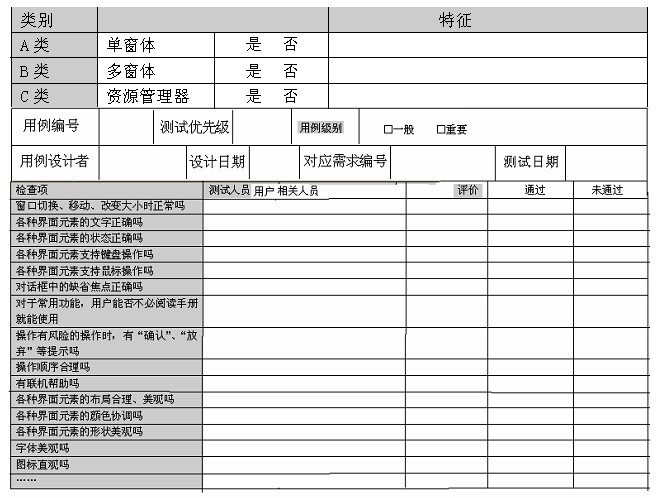 类别 特征
A 类 单窗体 是 否
B 类 多窗体 是 否
C 类 资源管理器 是 否
用例编号 测试优先级 用例级别 □一般 □重要
用例设计者 设计日期 对应需求编号 测试日期
检查项 测试人员 用户 相关人员 评价 通过 未通过
窗口切换、移动、改变大小时正常吗
各种界面元素的文字正确吗
各种界面元素的状态正确吗
各种界面元素支持键盘操作吗
各种界面元素支持鼠标操作吗
对话框中的缺省焦点正确吗
对于常用功能，用户能否不必阅读手册
就能使用
操作有风险的操作时，有“确认”、“放
弃”等提示吗
操作顺序合理吗
有联机帮助吗
各种界面元素的布局合理、美观吗
各种界面元素的颜色协调吗
各种界面元素的形状美观吗
字体美观吗
图标直观吗
……